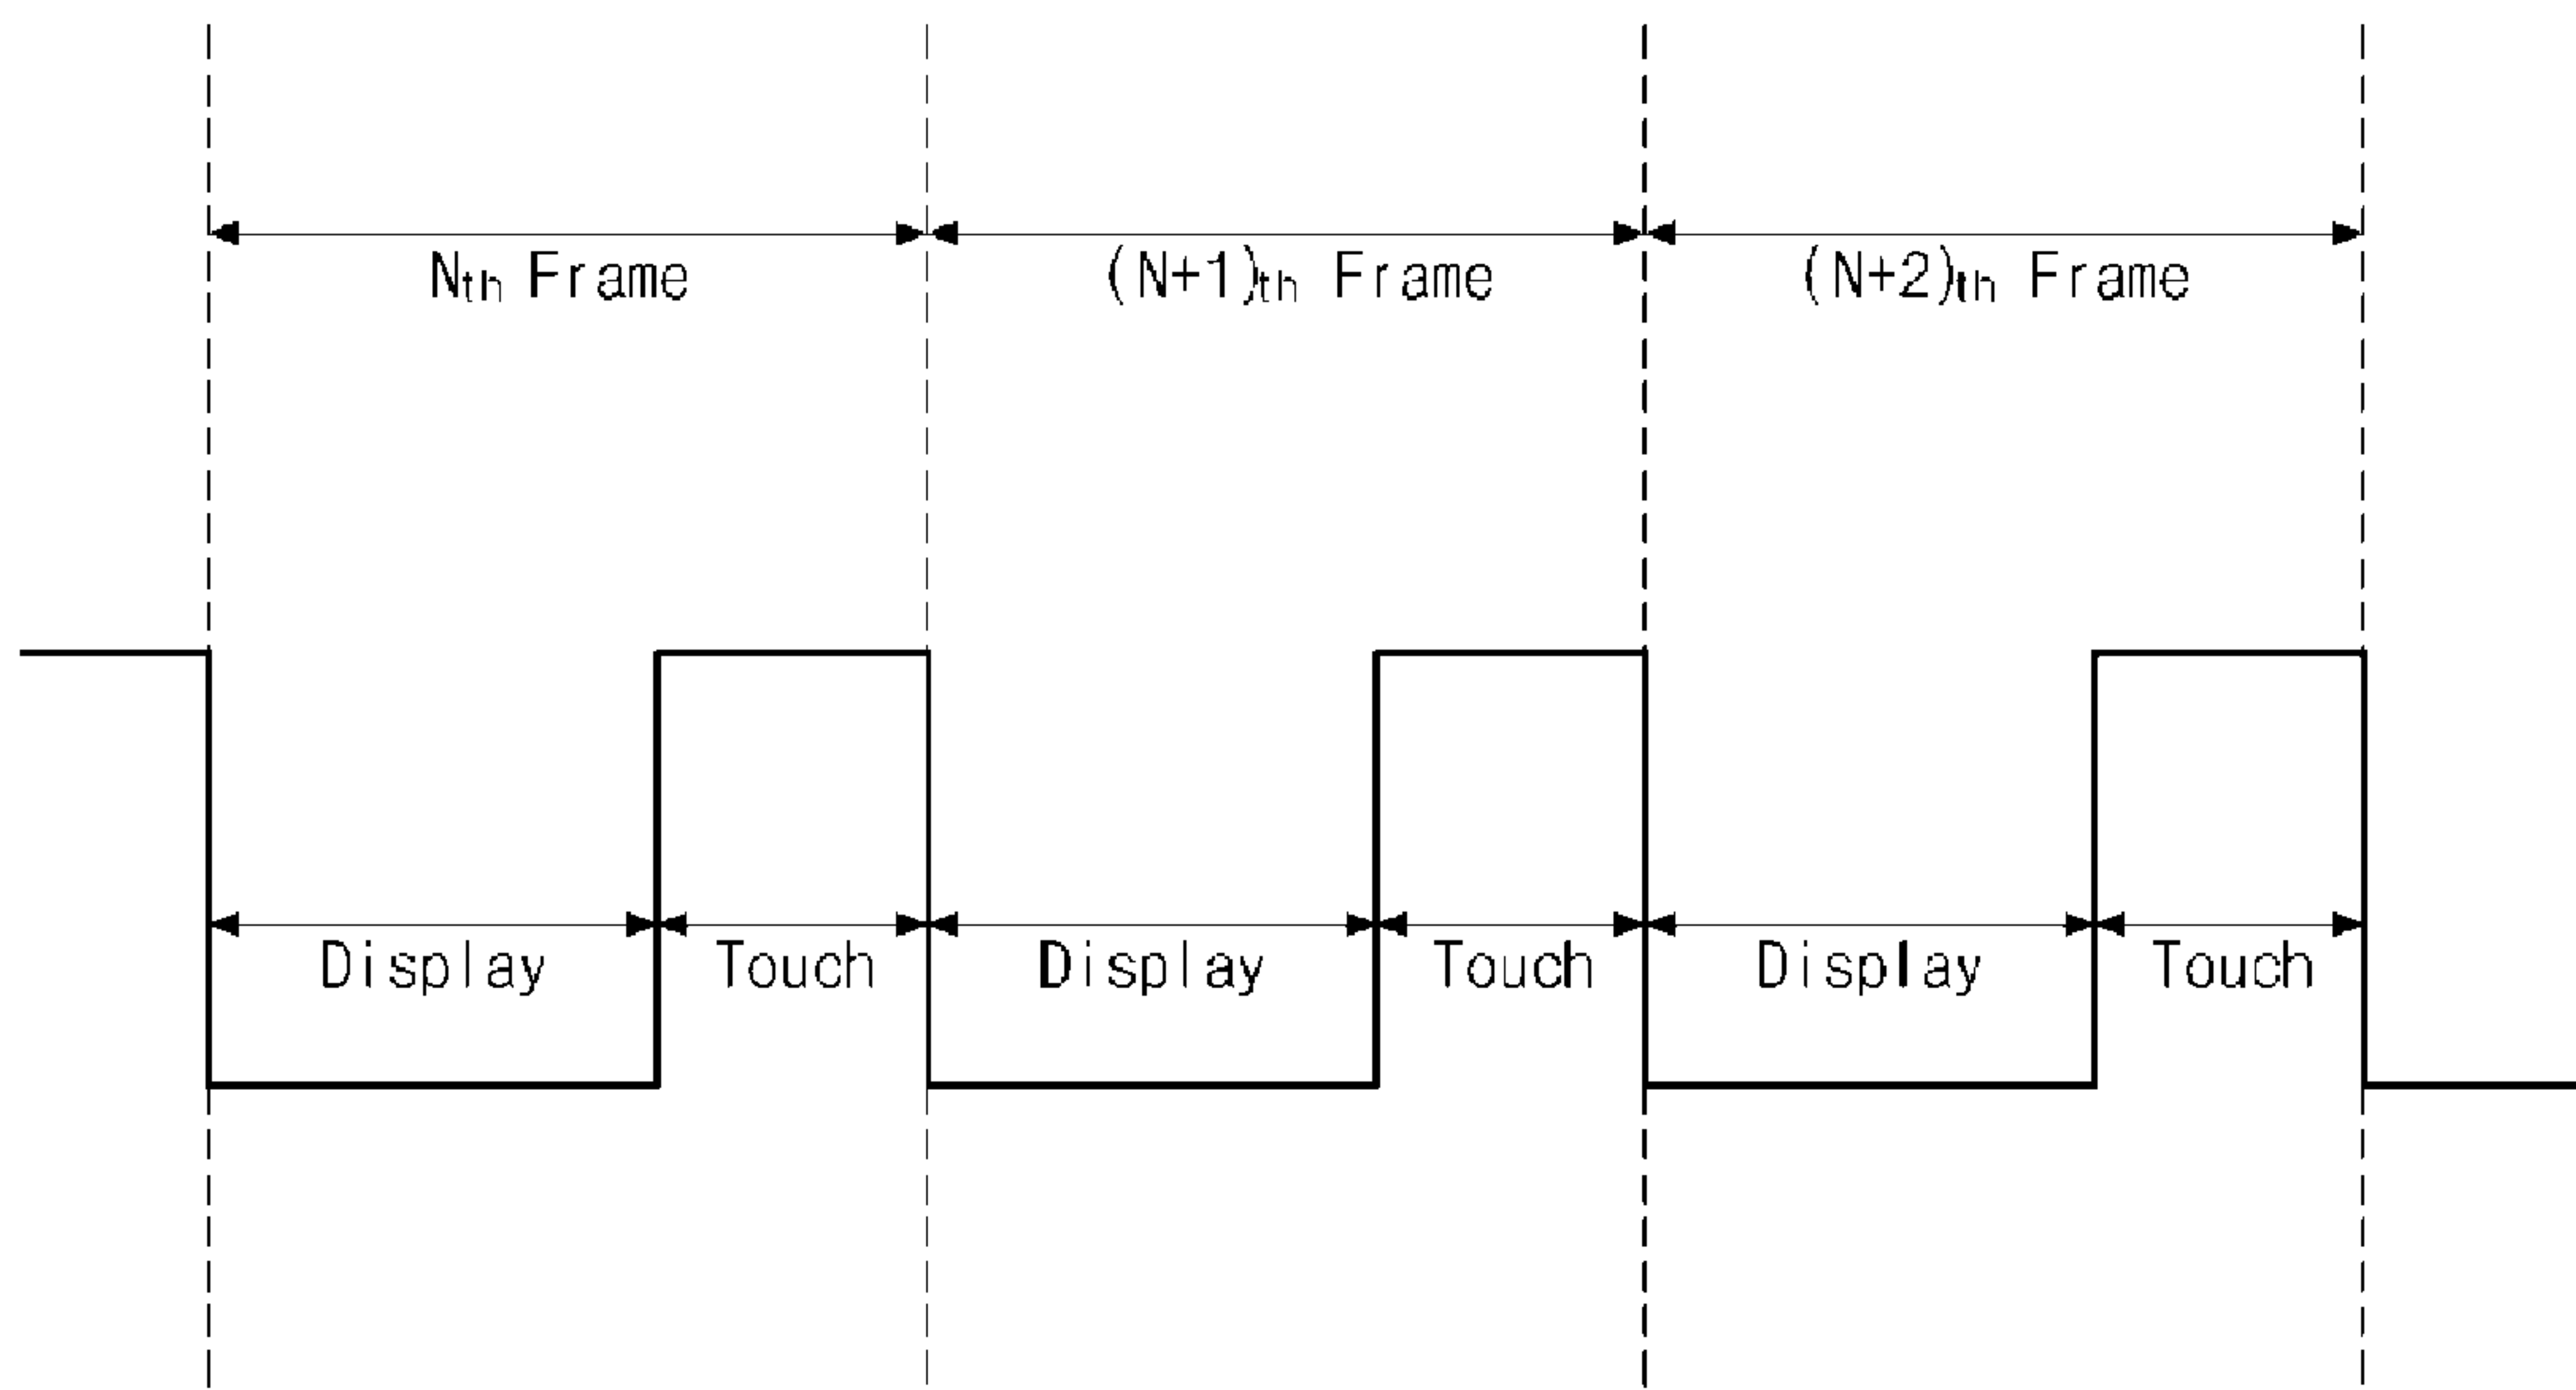 Nth Frame (N+1)th Frame (N+2)th Frame
Display Touch Display Touch Display Touch